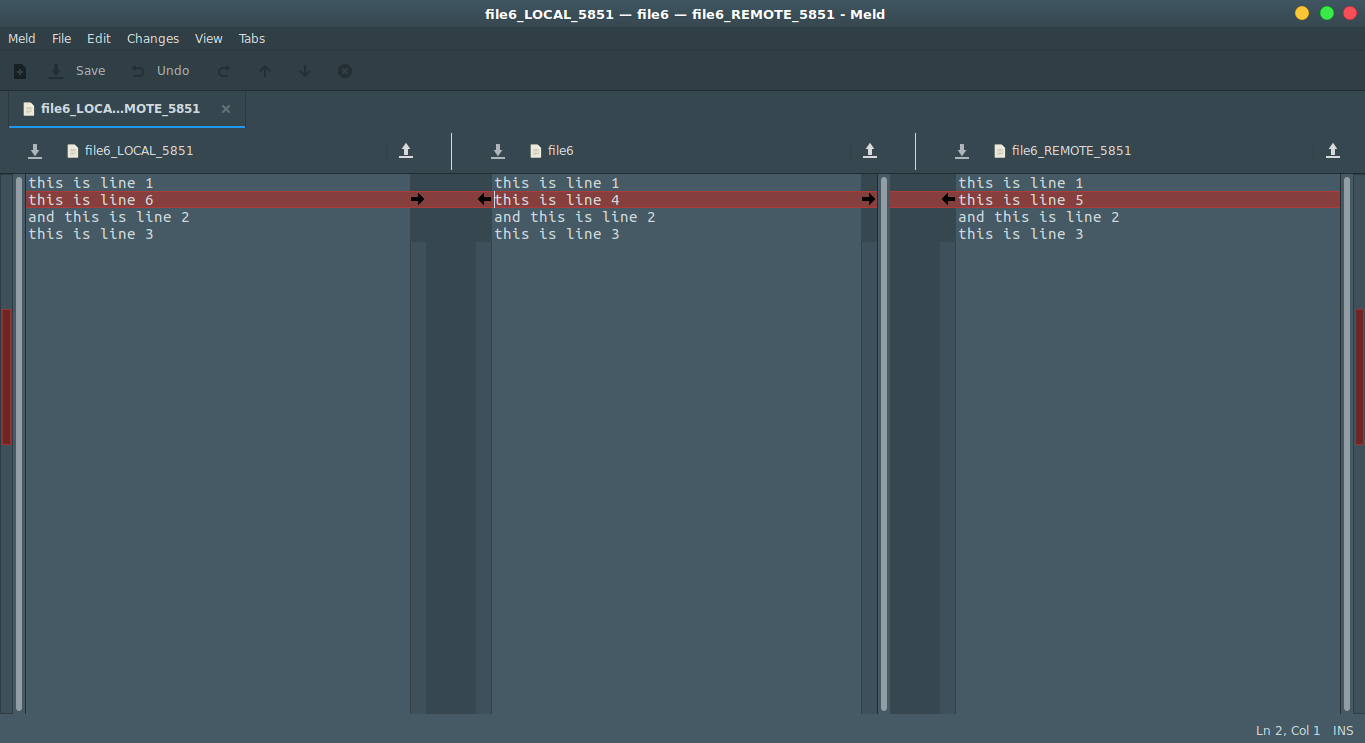 file6_LOCAL_5851 — file6 — file6_REMOTE_5851 - Meld
Meld File Edit Changes View Tabs
Save Undo
file6_LOCA...MOTE_5851
file6_LOCAL_5851
file6
file6_REMOTE_5851
this is line 1
this is line 6
and this is line 2
this is line 3
this is line 1
this is line 4
and this is line 2
this is line 3
this is line 1
this is line 5
and this is line 2
this is line 3
Ln 2, Col 1 INS